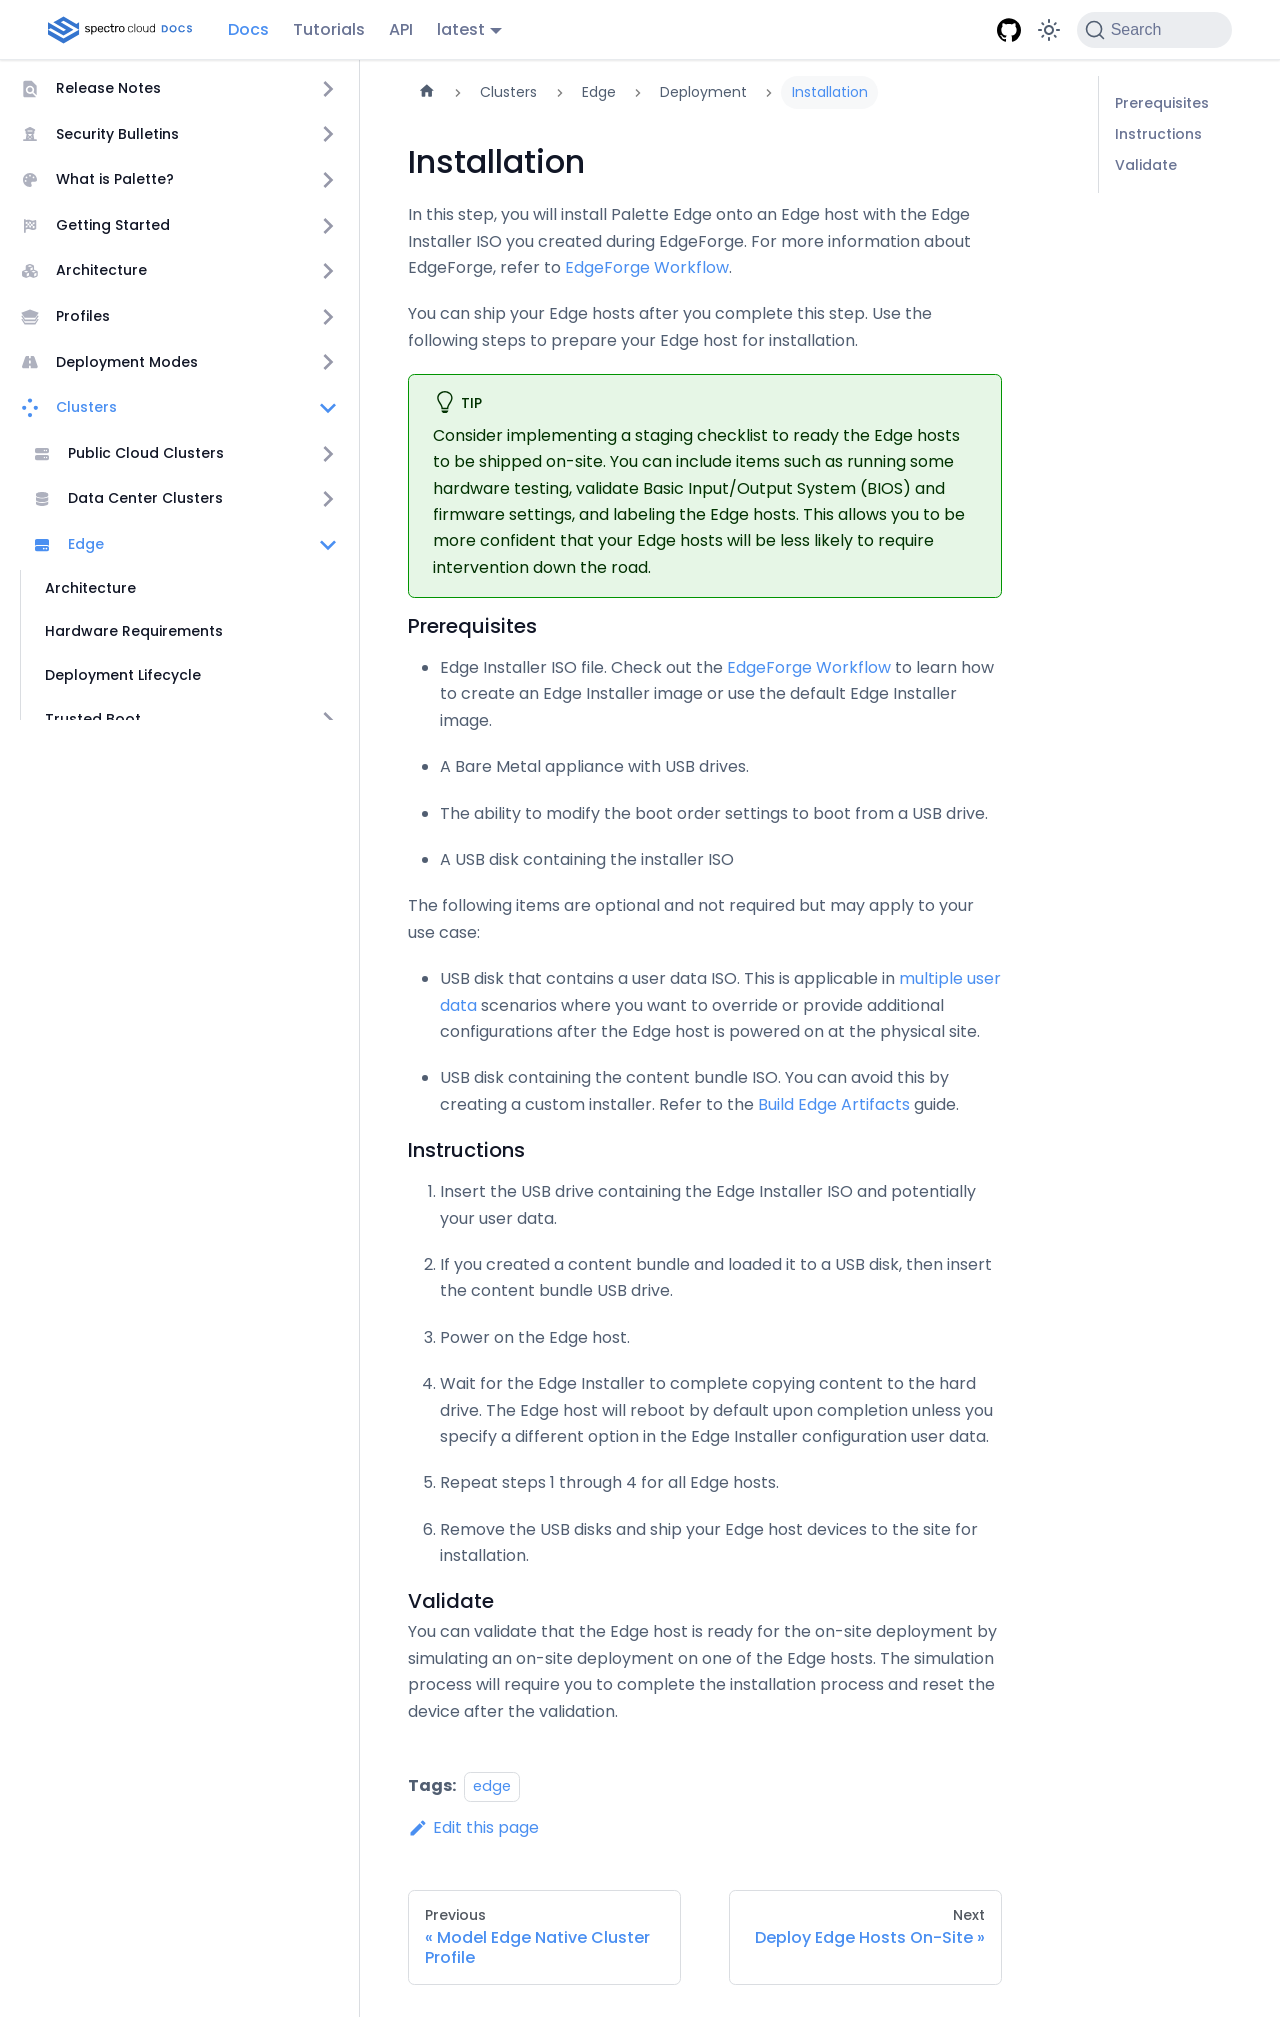 spectro cloud DOCS
Docs
Tutorials
API
latest
Search
Release Notes
Security Bulletins
What is Palette?
Getting Started
Architecture
Profiles
Deployment Modes
Clusters
Public Cloud Clusters
Data Center Clusters
Edge
Architecture
Hardware Requirements
Deployment Lifecycle
Trusted Boot
Clusters
Edge
Deployment
Installation
Installation
In this step, you will install Palette Edge onto an Edge host with the Edge
Installer ISO you created during EdgeForge. For more information about
EdgeForge, refer to EdgeForge Workflow.
You can ship your Edge hosts after you complete this step. Use the
following steps to prepare your Edge host for installation.
TIP
Consider implementing a staging checklist to ready the Edge hosts
to be shipped on-site. You can include items such as running some
hardware testing, validate Basic Input/Output System (BIOS) and
firmware settings, and labeling the Edge hosts. This allows you to be
more confident that your Edge hosts will be less likely to require
intervention down the road.
Prerequisites
Edge Installer ISO file. Check out the EdgeForge Workflow to learn how
to create an Edge Installer image or use the default Edge Installer
image.
A Bare Metal appliance with USB drives.
The ability to modify the boot order settings to boot from a USB drive.
A USB disk containing the installer ISO
The following items are optional and not required but may apply to your
use case:
USB disk that contains a user data ISO. This is applicable in multiple user
data scenarios where you want to override or provide additional
configurations after the Edge host is powered on at the physical site.
USB disk containing the content bundle ISO. You can avoid this by
creating a custom installer. Refer to the Build Edge Artifacts guide.
Instructions
1. Insert the USB drive containing the Edge Installer ISO and potentially
your user data.
2. If you created a content bundle and loaded it to a USB disk, then insert
the content bundle USB drive.
3. Power on the Edge host.
4. Wait for the Edge Installer to complete copying content to the hard
drive. The Edge host will reboot by default upon completion unless you
specify a different option in the Edge Installer configuration user data.
5. Repeat steps 1 through 4 for all Edge hosts.
6. Remove the USB disks and ship your Edge host devices to the site for
installation.
Validate
You can validate that the Edge host is ready for the on-site deployment by
simulating an on-site deployment on one of the Edge hosts. The simulation
process will require you to complete the installation process and reset the
device after the validation.
Tags: edge
Edit this page
Previous
« Model Edge Native Cluster
Profile
Next
Deploy Edge Hosts On-Site »
Prerequisites
Instructions
Validate